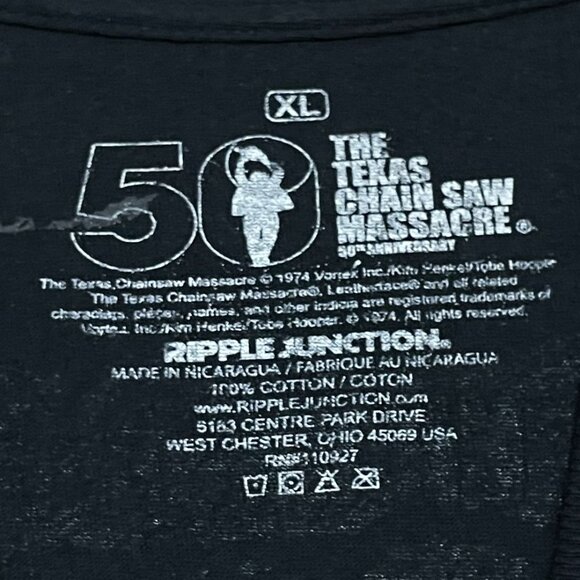 XL
50
THE
TEXAS
CHAIN SAW
MASSACRE®
50TH ANNIVERSARY
The Texas Chainsaw Massacre © 1974 Vortex Inc./Kim Henkel/Tobe Hooper
The Texas Chainsaw Massacre®, Leatherface® and all related
characters, places, names, and other indicia are registered trademarks of
Vortex, Inc./Kim Henkel/Tobe Hooper. © 1974. All rights reserved.
RIPPLE JUNCTION®
MADE IN NICARAGUA / FABRIQUE AU NICARAGUA
100% COTTON / COTON
www.RIPPLEJUNCTION.com
6183 CENTRE PARK DRIVE
WEST CHESTER, OHIO 45069 USA
RN#110927